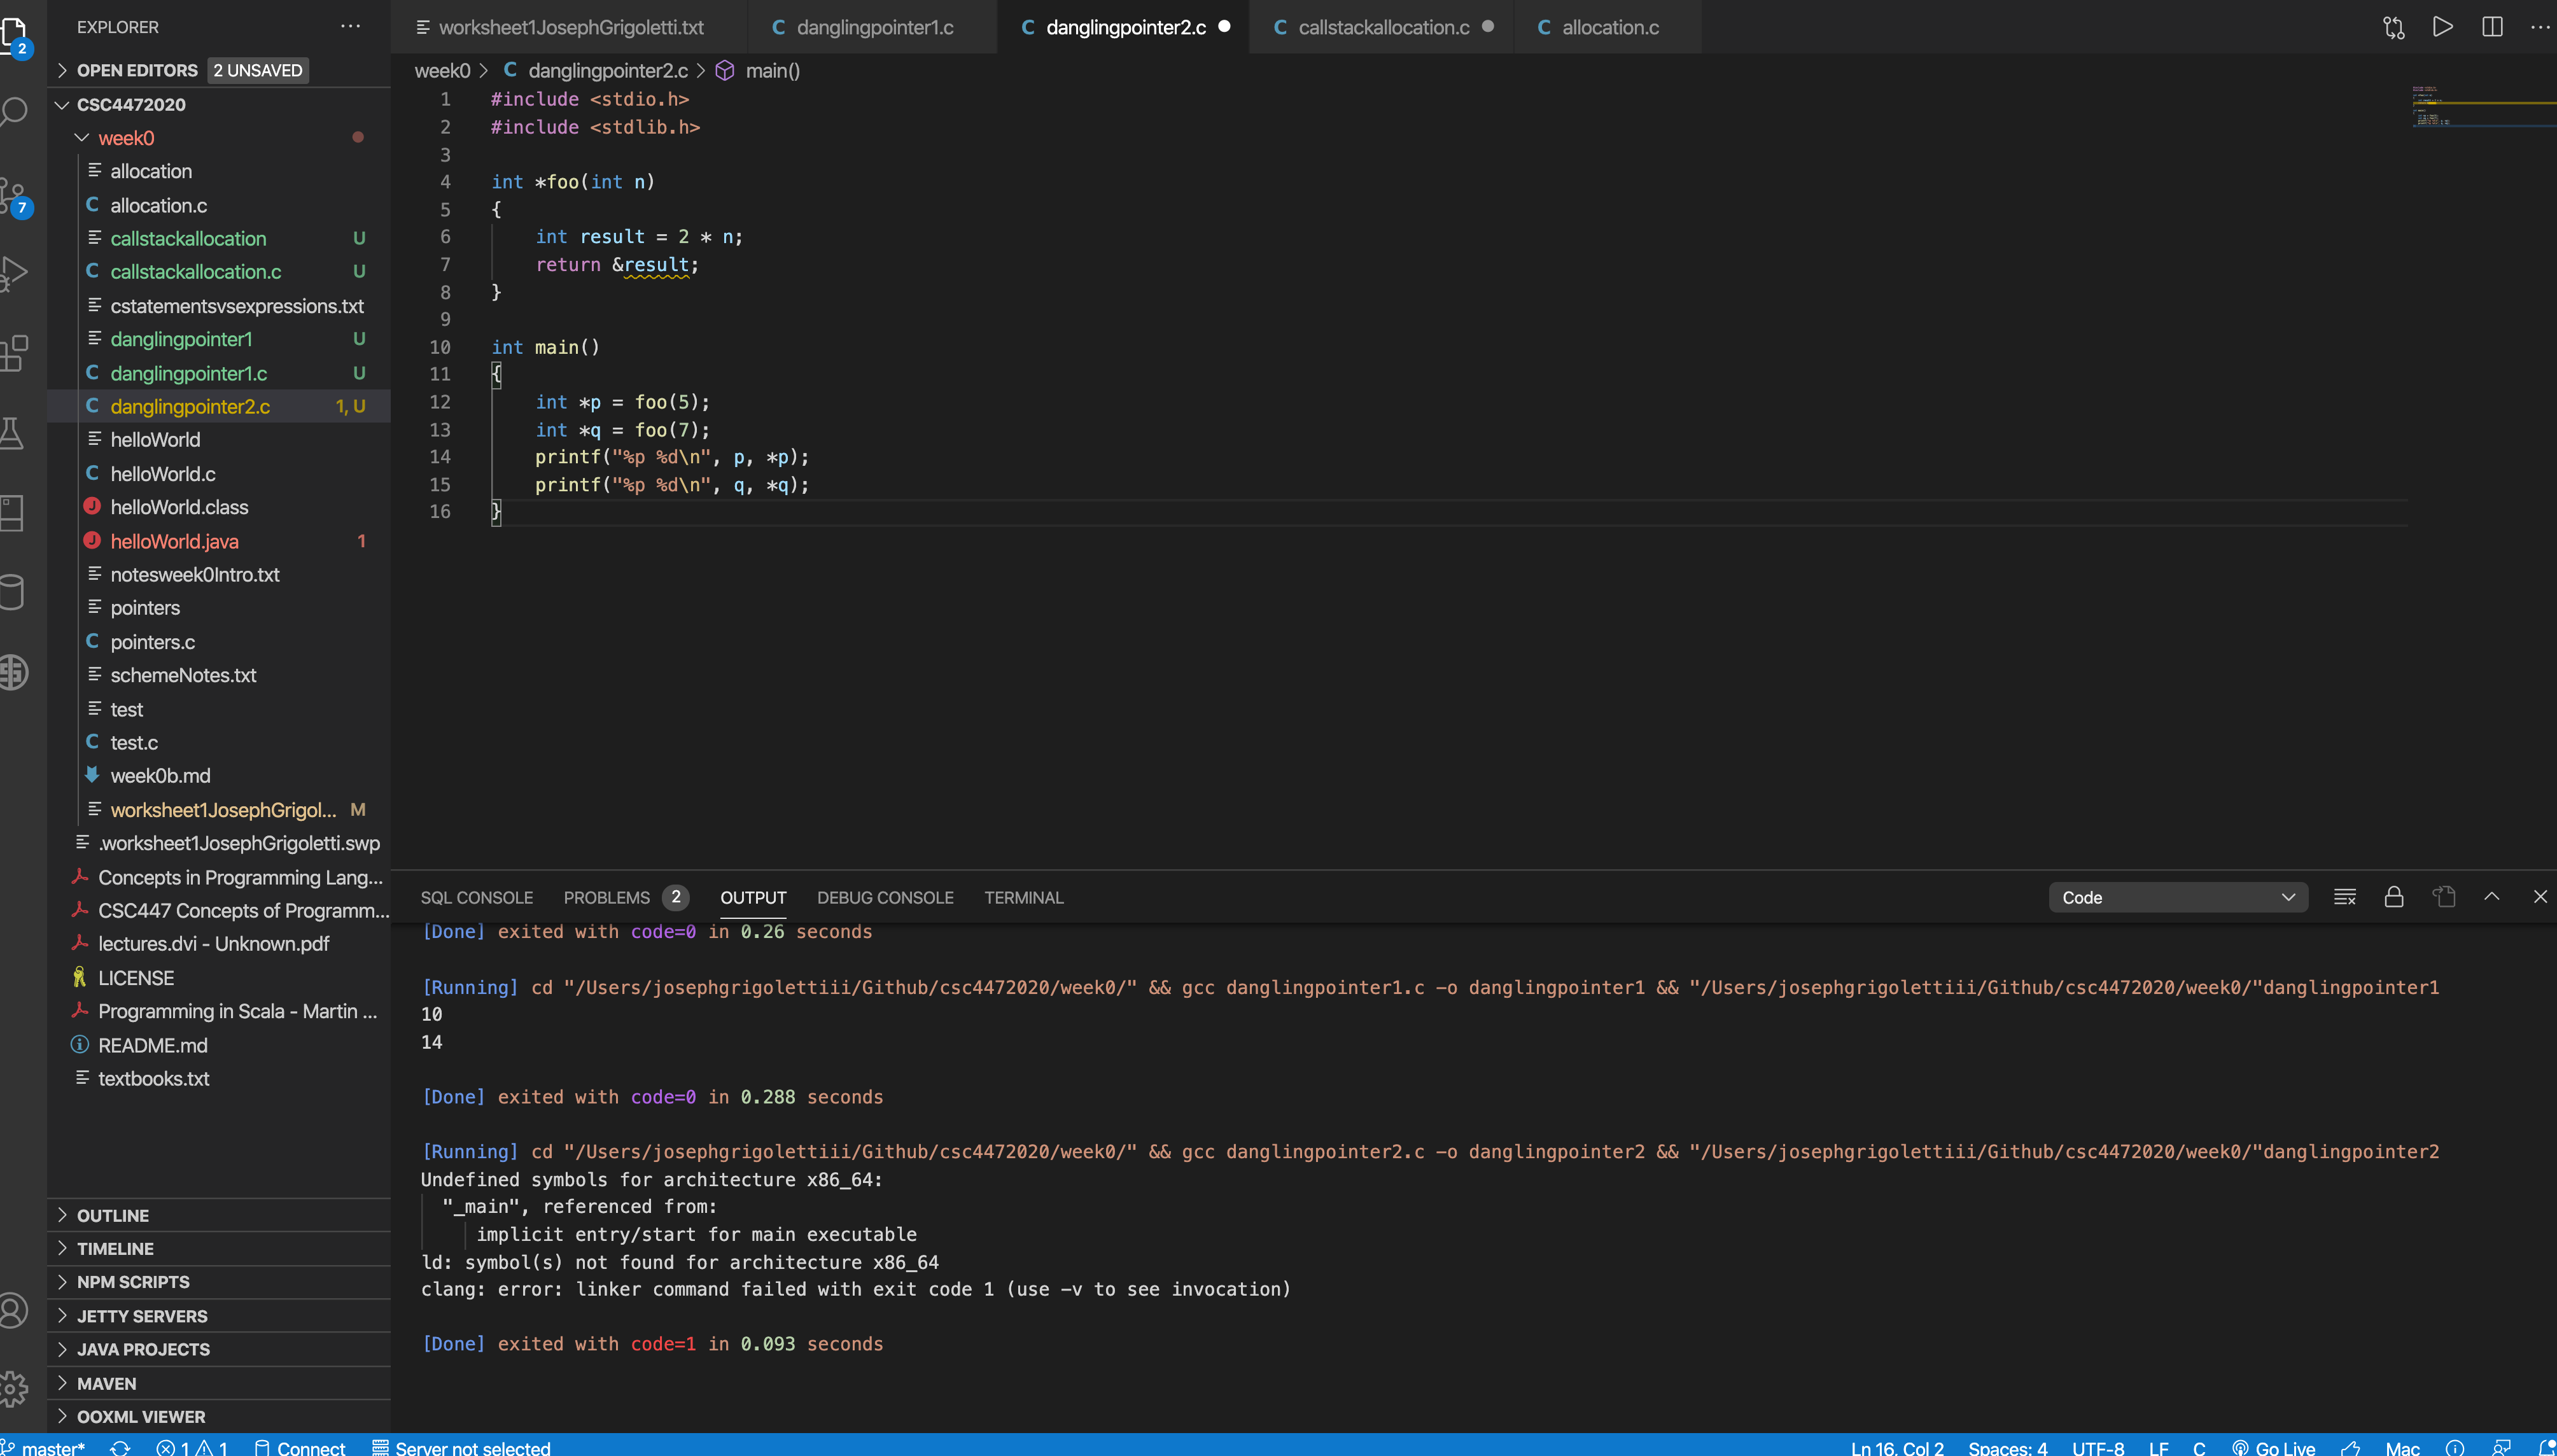 EXPLORER
2
7
OPEN EDITORS 2 UNSAVED
CSC4472020
week0
allocation
allocation.c
callstackallocation U
callstackallocation.c U
cstatementsvsexpressions.txt
danglingpointer1 U
danglingpointer1.c U
danglingpointer2.c 1, U
helloWorld
helloWorld.c
helloWorld.class
helloWorld.java 1
notesweek0Intro.txt
pointers
pointers.c
schemeNotes.txt
test
test.c
week0b.md
worksheet1JosephGrigol... M
.worksheet1JosephGrigoletti.swp
Concepts in Programming Lang...
CSC447 Concepts of Programm...
lectures.dvi - Unknown.pdf
LICENSE
Programming in Scala - Martin ...
README.md
textbooks.txt
OUTLINE
TIMELINE
NPM SCRIPTS
JETTY SERVERS
JAVA PROJECTS
MAVEN
OOXML VIEWER
worksheet1JosephGrigoletti.txt C danglingpointer1.c C danglingpointer2.c C callstackallocation.c C allocation.c
week0 > C danglingpointer2.c > main()
1 #include <stdio.h>
2 #include <stdlib.h>
3
4 int *foo(int n)
5 {
6 int result = 2 * n;
7 return &result;
8 }
9
10 int main()
11 {
12 int *p = foo(5);
13 int *q = foo(7);
14 printf("%p %d\n", p, *p);
15 printf("%p %d\n", q, *q);
16 }
SQL CONSOLE PROBLEMS 2 OUTPUT DEBUG CONSOLE TERMINAL Code
[Done] exited with code=0 in 0.26 seconds
[Running] cd "/Users/josephgrigolettiii/Github/csc4472020/week0/" && gcc danglingpointer1.c -o danglingpointer1 && "/Users/josephgrigolettiii/Github/csc4472020/week0/"danglingpointer1
10
14
[Done] exited with code=0 in 0.288 seconds
[Running] cd "/Users/josephgrigolettiii/Github/csc4472020/week0/" && gcc danglingpointer2.c -o danglingpointer2 && "/Users/josephgrigolettiii/Github/csc4472020/week0/"danglingpointer2
Undefined symbols for architecture x86_64:
"_main", referenced from:
implicit entry/start for main executable
ld: symbol(s) not found for architecture x86_64
clang: error: linker command failed with exit code 1 (use -v to see invocation)
[Done] exited with code=1 in 0.093 seconds
master* 1 1 Connect Server not selected Ln 16, Col 2 Spaces: 4 UTF-8 LF C Go Live Mac